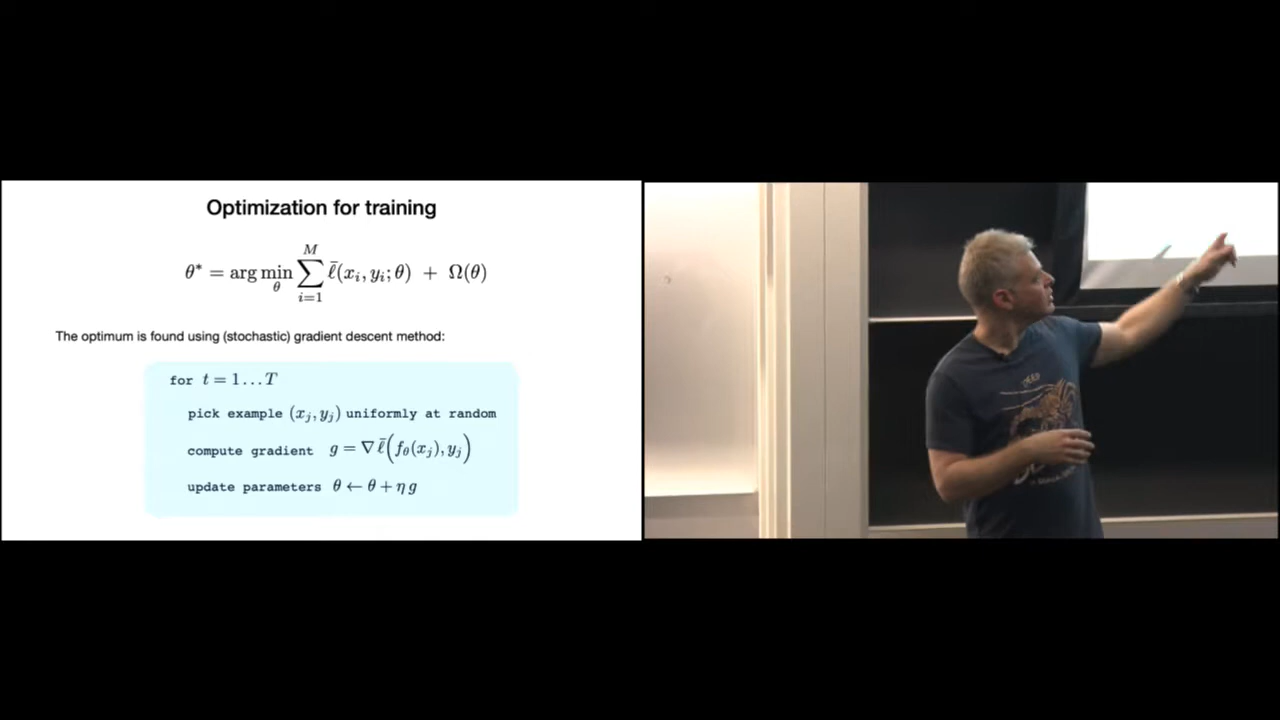 Optimization for training
θ* = arg min_θ ∑_{i=1}^{M} ℓ̄(x_i, y_i; θ) + Ω(θ)
The optimum is found using (stochastic) gradient descent method:
for t = 1...T
pick example (x_j, y_j) uniformly at random
compute gradient g = ∇ ℓ̄(f_θ(x_j), y_j)
update parameters θ ← θ + η g